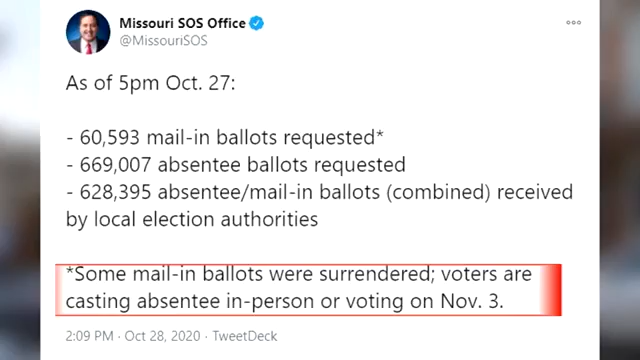 Missouri SOS Office
@MissouriSOS
As of 5pm Oct. 27:
- 60,593 mail-in ballots requested*
- 669,007 absentee ballots requested
- 628,395 absentee/mail-in ballots (combined) received
by local election authorities
*Some mail-in ballots were surrendered; voters are
casting absentee in-person or voting on Nov. 3.
2:09 PM · Oct 28, 2020 · TweetDeck